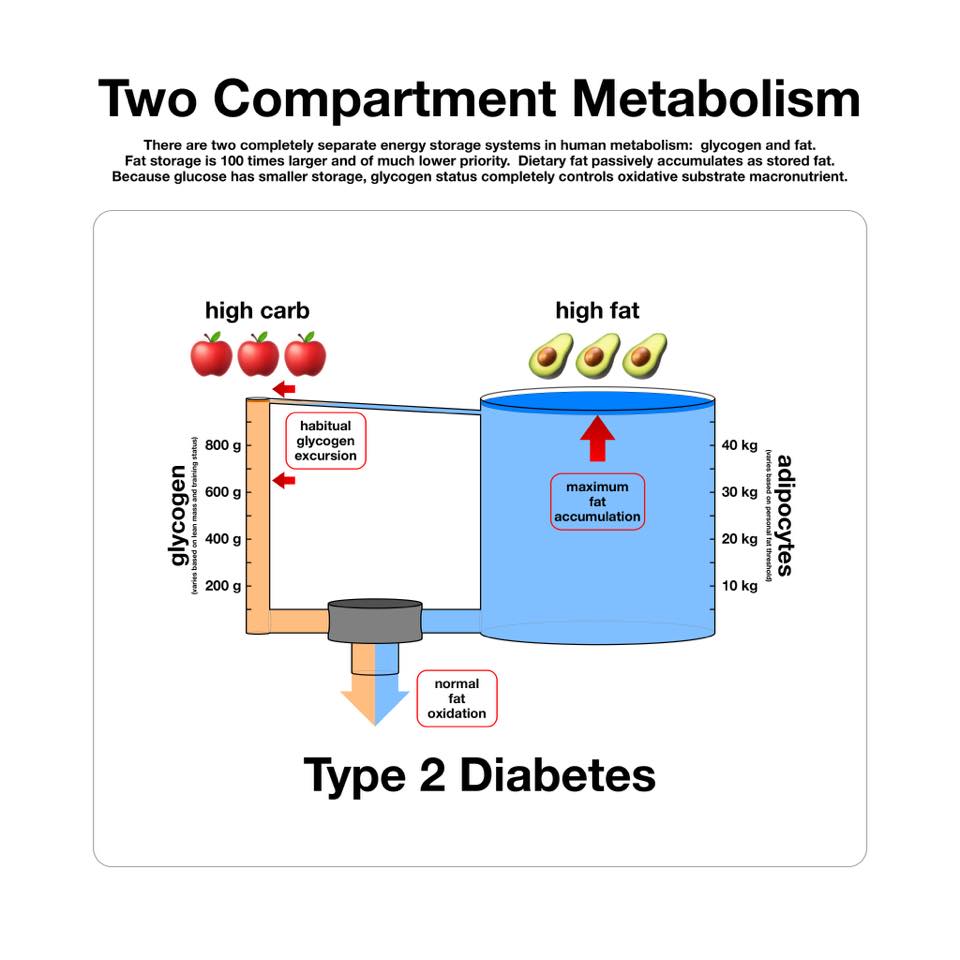 Two Compartment Metabolism
There are two completely separate energy storage systems in human metabolism:  glycogen and fat.
Fat storage is 100 times larger and of much lower priority.  Dietary fat passively accumulates as stored fat.
Because glucose has smaller storage, glycogen status completely controls oxidative substrate macronutrient.
high carb
high fat
habitual
glycogen
excursion
maximum
fat
accumulation
glycogen
(varies based on lean mass and training status)
800 g
600 g
400 g
200 g
40 kg
30 kg
20 kg
10 kg
adipocytes
(varies based on personal fat threshold)
normal
fat
oxidation
Type 2 Diabetes